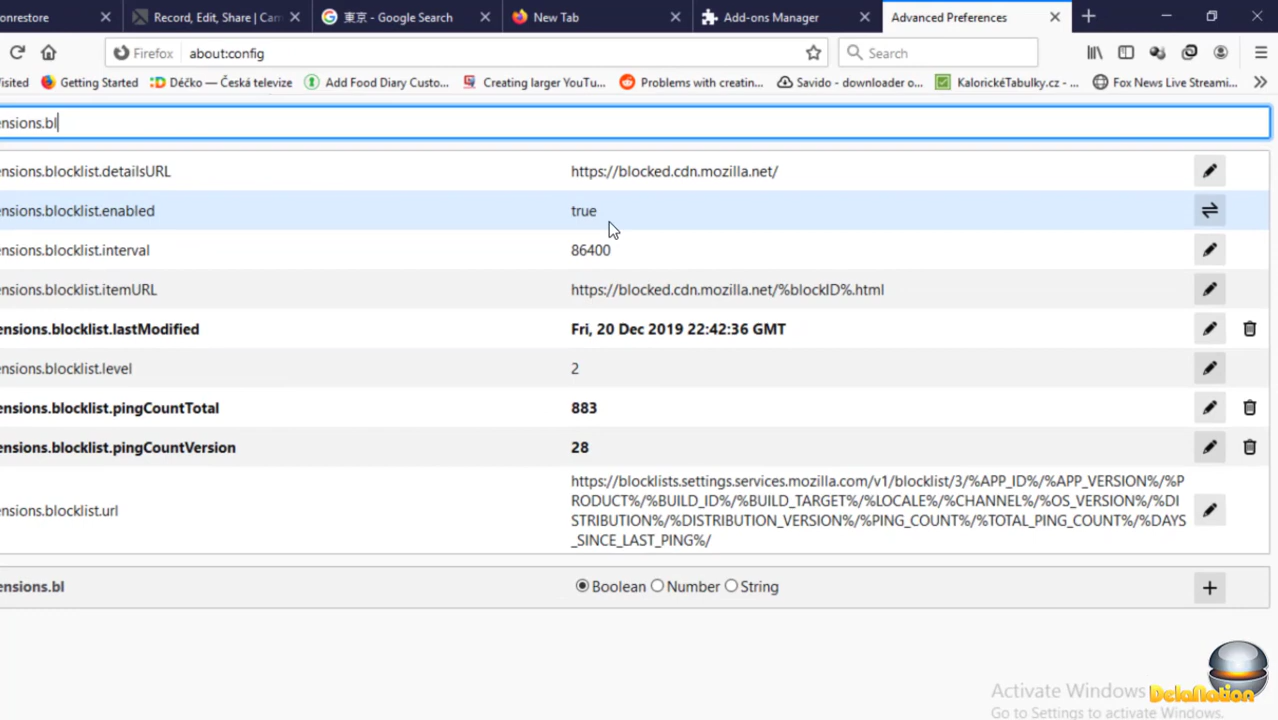 onrestore
Record, Edit, Share | Cam
東京 - Google Search
New Tab
Add-ons Manager
Advanced Preferences
Firefox
about:config
Search
isited
Getting Started
Déčko — Česká televize
Add Food Diary Custo...
Creating larger YouTu...
Problems with creatin...
Savido - downloader o...
KalorickéTabulky.cz - ...
Fox News Live Streami...
ensions.bl
ensions.blocklist.detailsURL
https://blocked.cdn.mozilla.net/
ensions.blocklist.enabled
true
ensions.blocklist.interval
86400
ensions.blocklist.itemURL
https://blocked.cdn.mozilla.net/%blockID%.html
ensions.blocklist.lastModified
Fri, 20 Dec 2019 22:42:36 GMT
ensions.blocklist.level
2
ensions.blocklist.pingCountTotal
883
ensions.blocklist.pingCountVersion
28
ensions.blocklist.url
https://blocklists.settings.services.mozilla.com/v1/blocklist/3/%APP_ID%/%APP_VERSION%/%P
RODUCT%/%BUILD_ID%/%BUILD_TARGET%/%LOCALE%/%CHANNEL%/%OS_VERSION%/%DI
STRIBUTION%/%DISTRIBUTION_VERSION%/%PING_COUNT%/%TOTAL_PING_COUNT%/%DAYS
_SINCE_LAST_PING%/
ensions.bl
Boolean
Number
String
Activate Windows
Go to Settings to activate Windows.
DelaNation